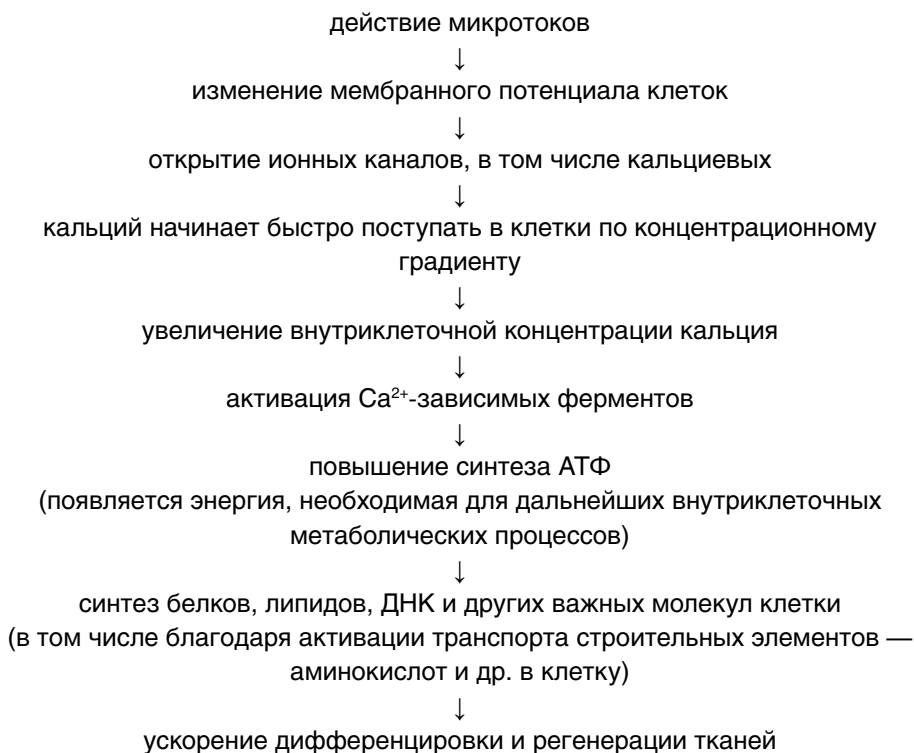 действие микротоков
↓
изменение мембранного потенциала клеток
↓
открытие ионных каналов, в том числе кальциевых
↓
кальций начинает быстро поступать в клетки по концентрационному
градиенту
↓
увеличение внутриклеточной концентрации кальция
↓
активация Ca²⁺-зависимых ферментов
↓
повышение синтеза АТФ
(появляется энергия, необходимая для дальнейших внутриклеточных
метаболических процессов)
↓
синтез белков, липидов, ДНК и других важных молекул клетки
(в том числе благодаря активации транспорта строительных элементов —
аминокислот и др. в клетку)
↓
ускорение дифференцировки и регенерации тканей